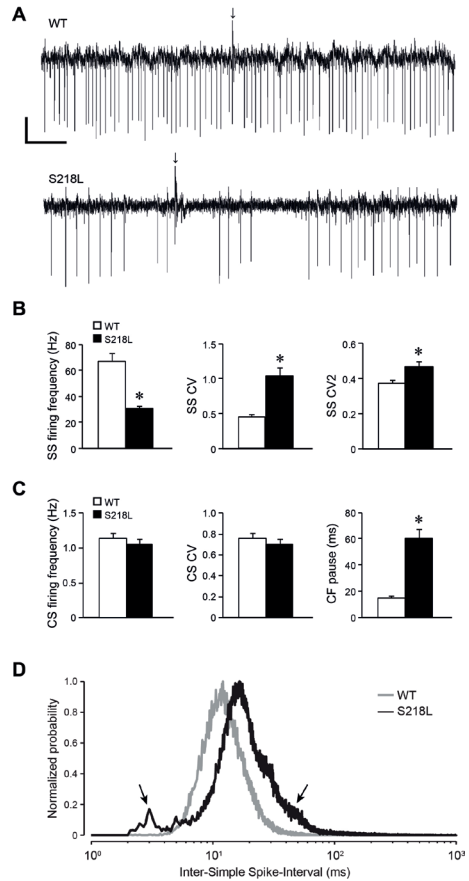 A
WT
S218L
B
WT
S218L
SS firing frequency (Hz)
80
60
40
20
0
*
SS CV
1.5
1.0
0.5
0
*
SS CV2
0.6
0.4
0.2
0
*
C
WT
S218L
CS firing frequency (Hz)
1.5
1.0
0.5
0
CS CV
1.0
0.8
0.6
0.4
0.2
0
CF pause (ms)
80
60
40
20
0
*
D
Normalized probability
1.0
0.8
0.6
0.4
0.2
0
WT
S218L
10⁰
10¹
10²
10³
Inter-Simple Spike-Interval (ms)